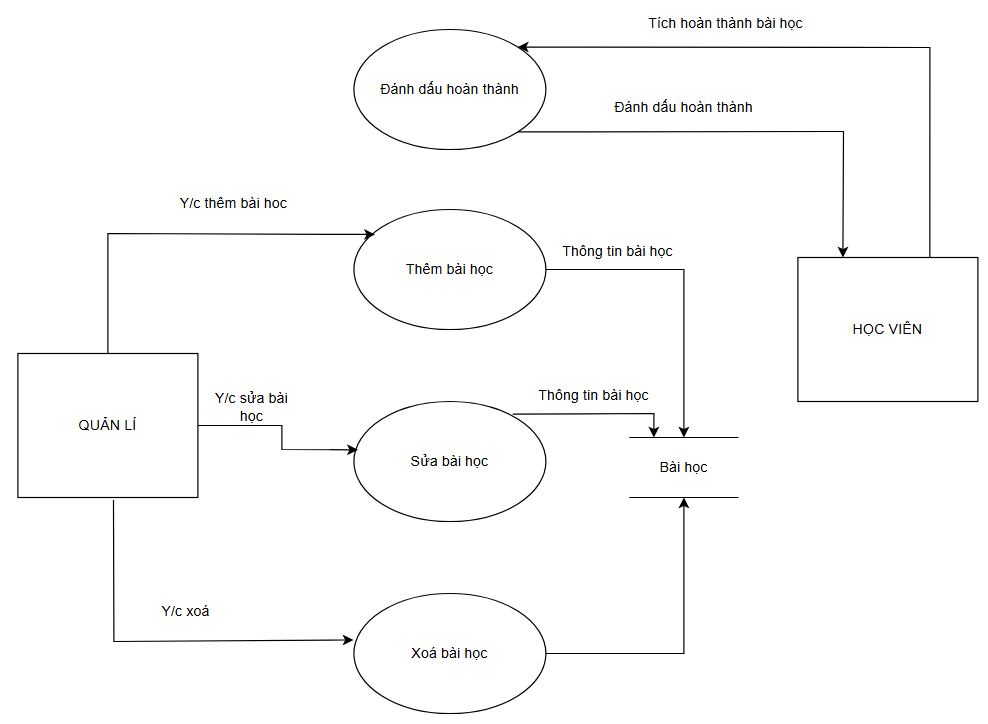 Tích hoàn thành bài học
Đánh dấu hoàn thành
Đánh dấu hoàn thành
Y/c thêm bài hoc
Thêm bài học
Thông tin bài học
HỌC VIÊN
Y/c sửa bài
học
Thông tin bài học
QUẢN LÍ
Sửa bài học
Bài học
Y/c xoá
Xoá bài học